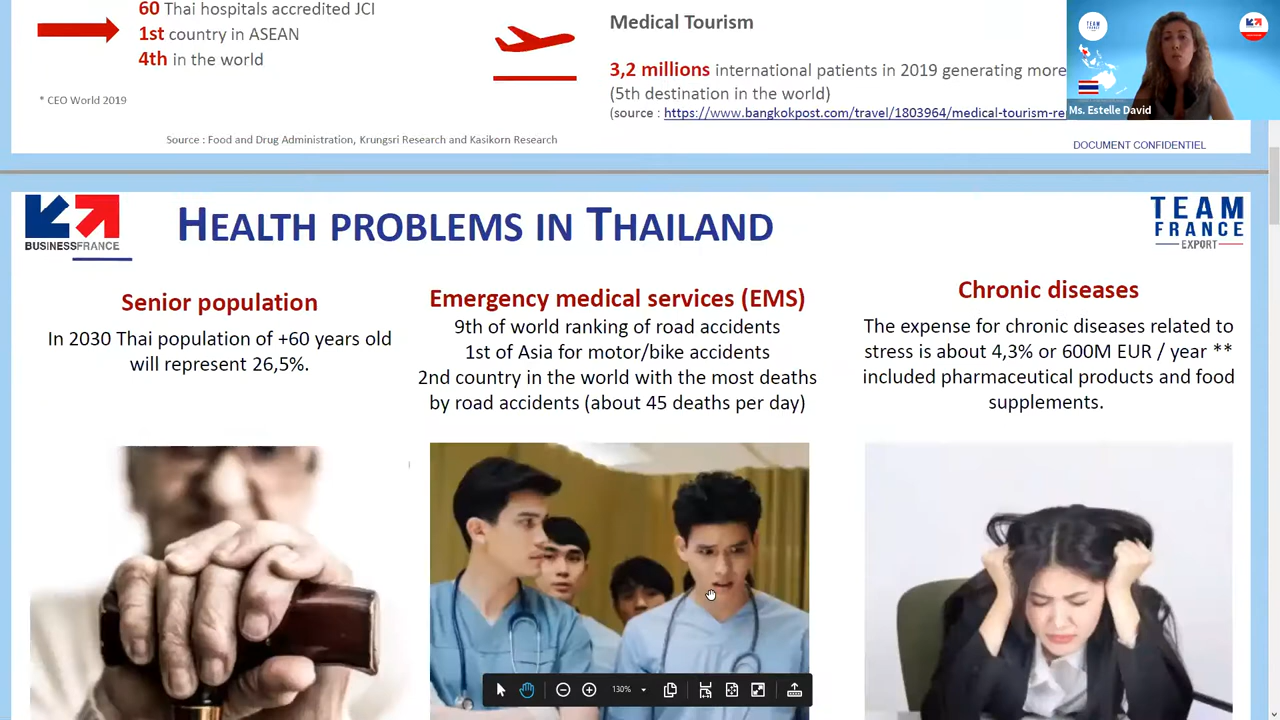 60 Thai hospitals accredited JCI
1st country in ASEAN
4th in the world
* CEO World 2019
Medical Tourism
3,2 millions international patients in 2019 generating more
(5th destination in the world)
(source : https://www.bangkokpost.com/travel/1803964/medical-tourism-re
Source : Food and Drug Administration, Krungsri Research and Kasikorn Research
TEAM
FRANCE
Ms. Estelle David
DOCUMENT CONFIDENTIEL
BUSINESSFRANCE
HEALTH PROBLEMS IN THAILAND
TEAM
FRANCE
EXPORT
Senior population
In 2030 Thai population of +60 years old
will represent 26,5%.
Emergency medical services (EMS)
9th of world ranking of road accidents
1st of Asia for motor/bike accidents
2nd country in the world with the most deaths
by road accidents (about 45 deaths per day)
Chronic diseases
The expense for chronic diseases related to
stress is about 4,3% or 600M EUR / year **
included pharmaceutical products and food
supplements.
130%